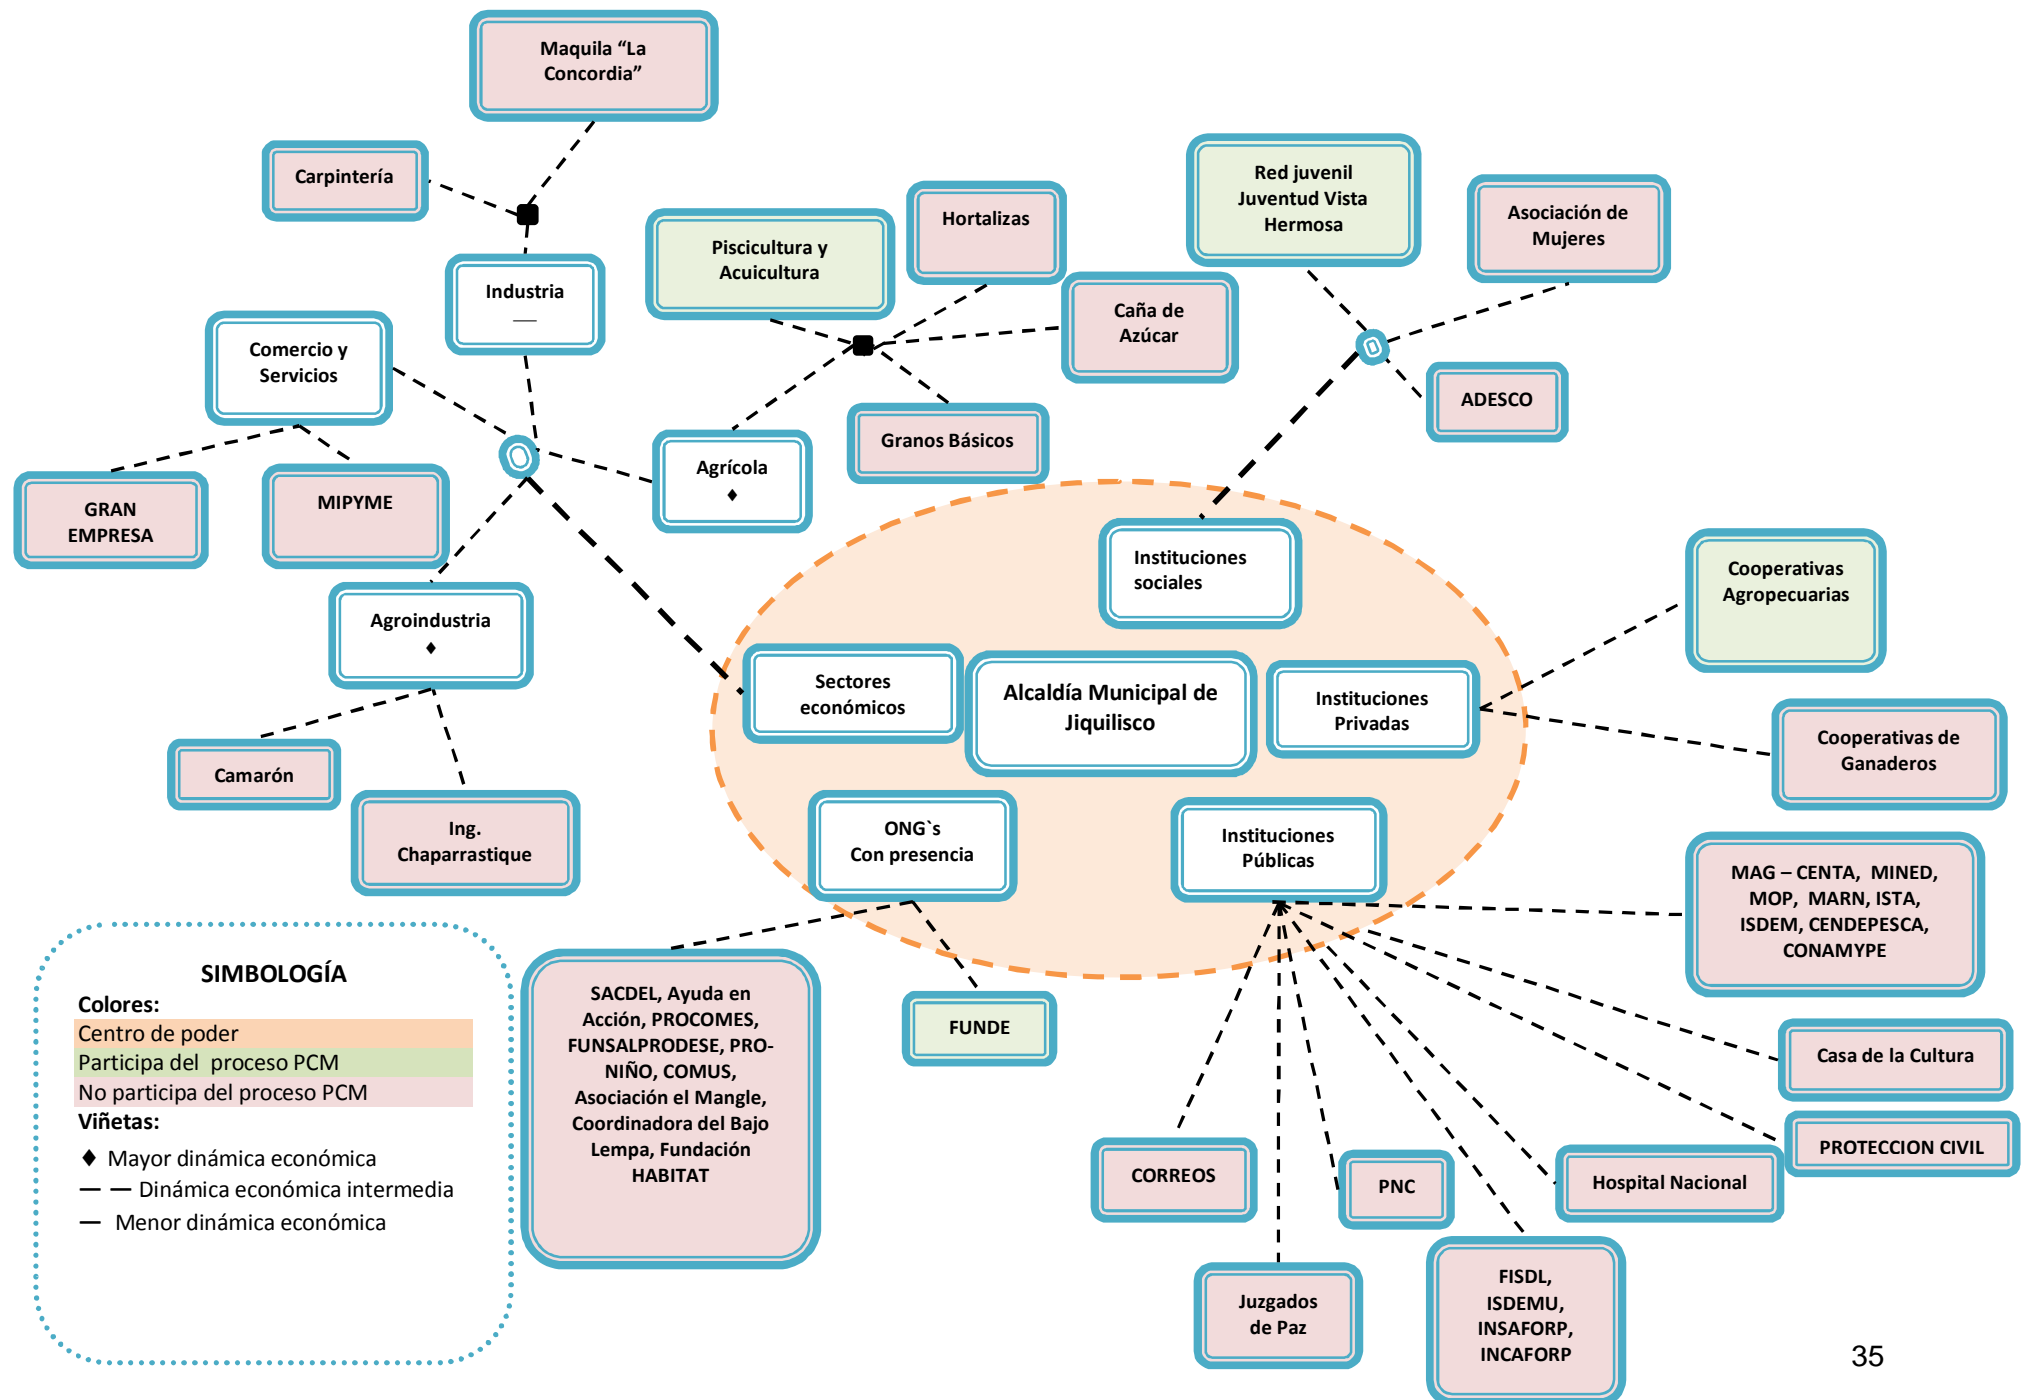 Maquila “La
Concordia”
Carpintería
Industria
—
Comercio y
Servicios
GRAN
EMPRESA
MIPYME
Agroindustria
♦
Camarón
Ing.
Chaparrastique
Piscicultura y
Acuicultura
Hortalizas
Caña de
Azúcar
Granos Básicos
Agrícola
♦
Red juvenil
Juventud Vista
Hermosa
Asociación de
Mujeres
ADESCO
Instituciones
sociales
Sectores
económicos
Alcaldía Municipal de
Jiquilisco
Instituciones
Privadas
Cooperativas
Agropecuarias
Cooperativas de
Ganaderos
ONG`s
Con presencia
Instituciones
Públicas
MAG – CENTA, MINED,
MOP, MARN, ISTA,
ISDEM, CENDEPESCA,
CONAMYPE
SACDEL, Ayuda en
Acción, PROCOMES,
FUNSALPRODESE, PRO-
NIÑO, COMUS,
Asociación el Mangle,
Coordinadora del Bajo
Lempa, Fundación
HABITAT
FUNDE
Casa de la Cultura
PROTECCION CIVIL
Hospital Nacional
CORREOS
PNC
Juzgados
de Paz
FISDL,
ISDEMU,
INSAFORP,
INCAFORP
SIMBOLOGÍA
Colores:
Centro de poder
Participa del proceso PCM
No participa del proceso PCM
Viñetas:
♦ Mayor dinámica económica
— — Dinámica económica intermedia
— Menor dinámica económica
35